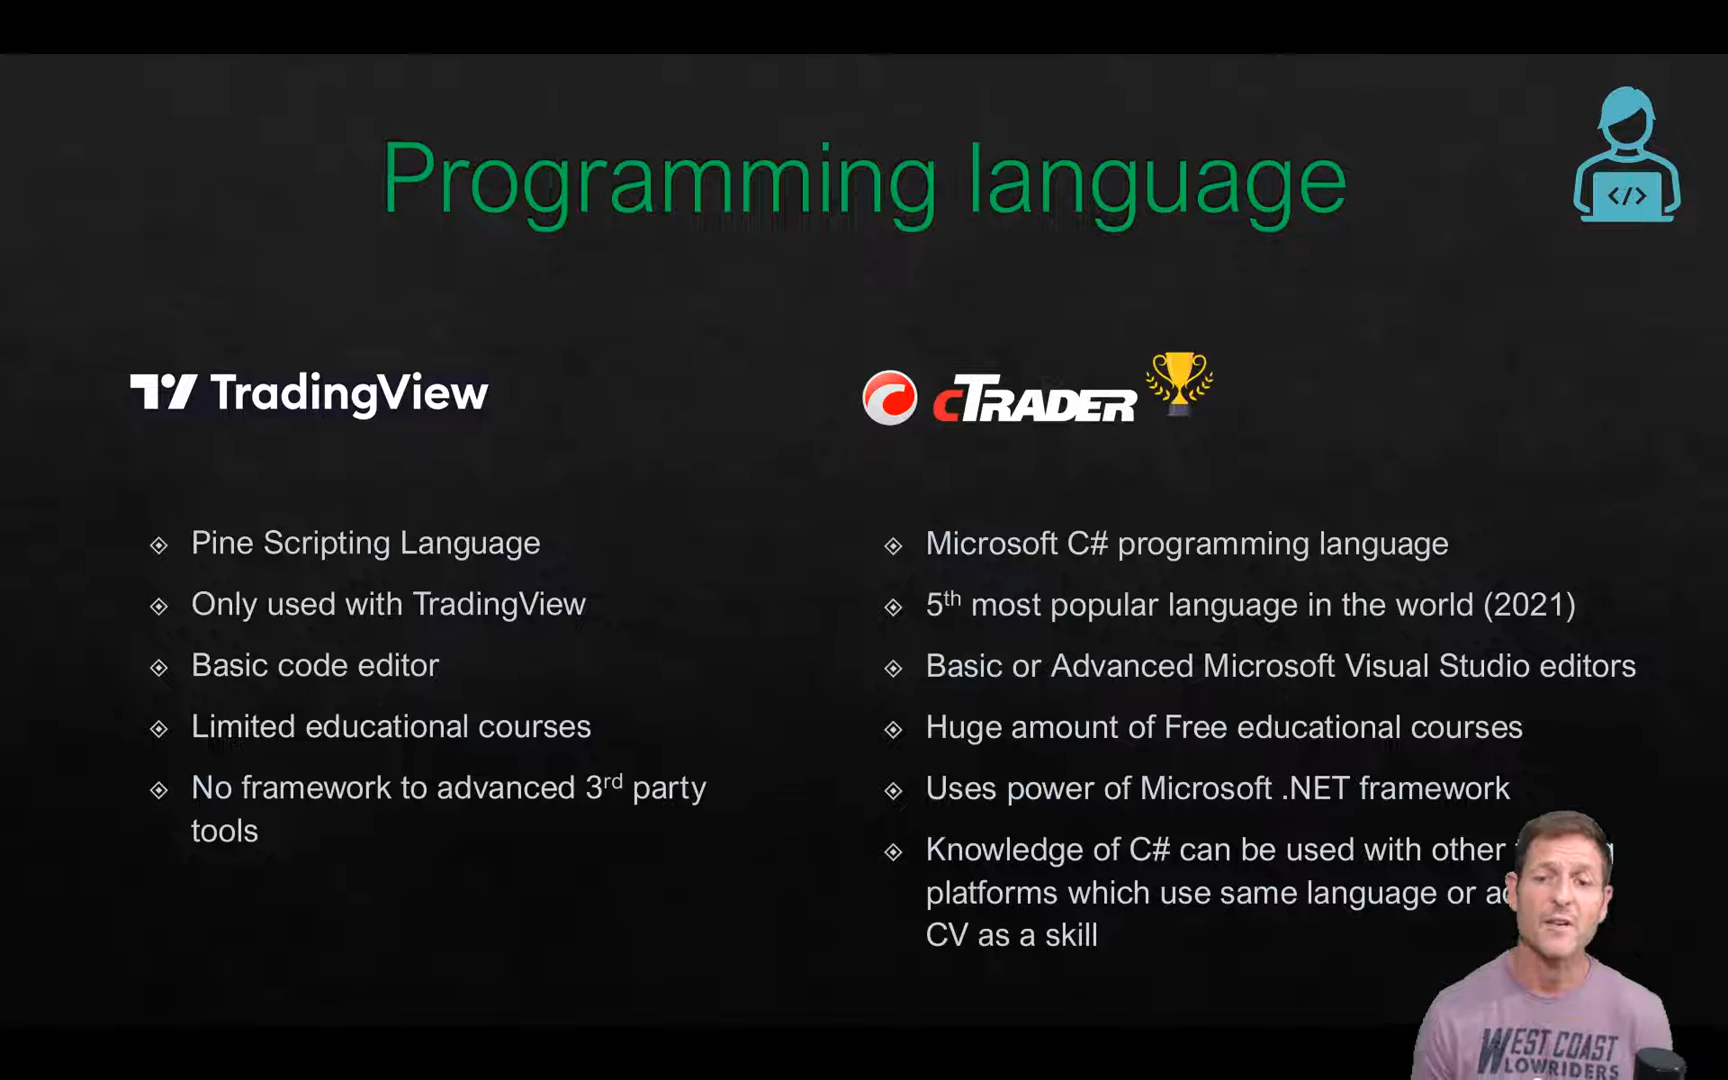 Programming language
</>
TradingView
cTRADER
Pine Scripting Language
Only used with TradingView
Basic code editor
Limited educational courses
No framework to advanced 3rd party
tools
Microsoft C# programming language
5th most popular language in the world (2021)
Basic or Advanced Microsoft Visual Studio editors
Huge amount of Free educational courses
Uses power of Microsoft .NET framework
Knowledge of C# can be used with other
platforms which use same language or
CV as a skill
WEST COAST
LOWRIDERS